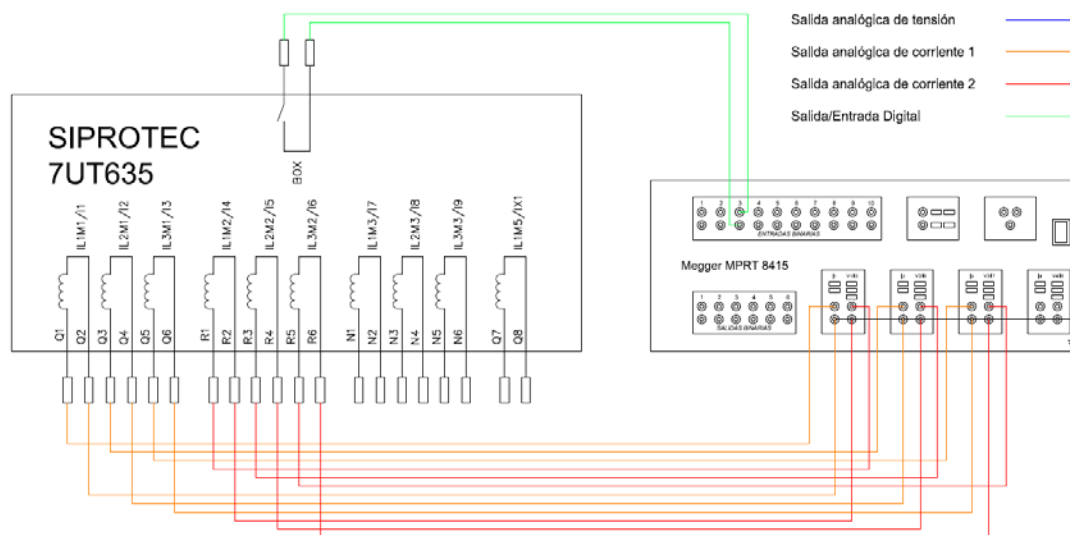 Salida analógica de tensión
Salida analógica de corriente 1
Salida analógica de corriente 2
Salida/Entrada Digital
SIPROTEC
7UT635
BOX
IL1M1/I1
IL2M1/I2
IL3M1/I3
IL1M2/I4
IL2M2/I5
IL3M2/I6
IL1M3/I7
IL2M3/I8
IL3M3/I9
IL1M5/IX1
Q1 Q2 Q3 Q4 Q5 Q6 R1 R2 R3 R4 R5 R6 N1 N2 N3 N4 N5 N6 Q7 Q8
1 2 3 4 5 6 7 8 9 10
ENTRADAS BINARIAS
Megger MPRT 8415
1 2 3 4 5 6
SALIDAS BINARIAS